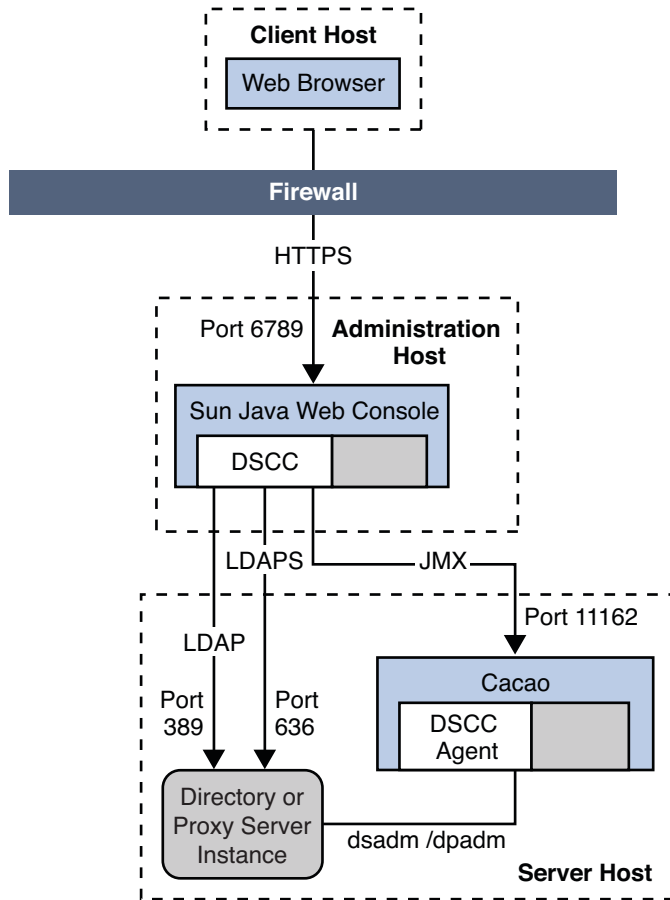 Client Host
Web Browser
Firewall
HTTPS
Port 6789
Administration
Host
Sun Java Web Console
DSCC
LDAPS
JMX
Port 11162
LDAP
Cacao
Port
389
Port
636
DSCC
Agent
Directory or
Proxy Server
Instance
dsadm /dpadm
Server Host